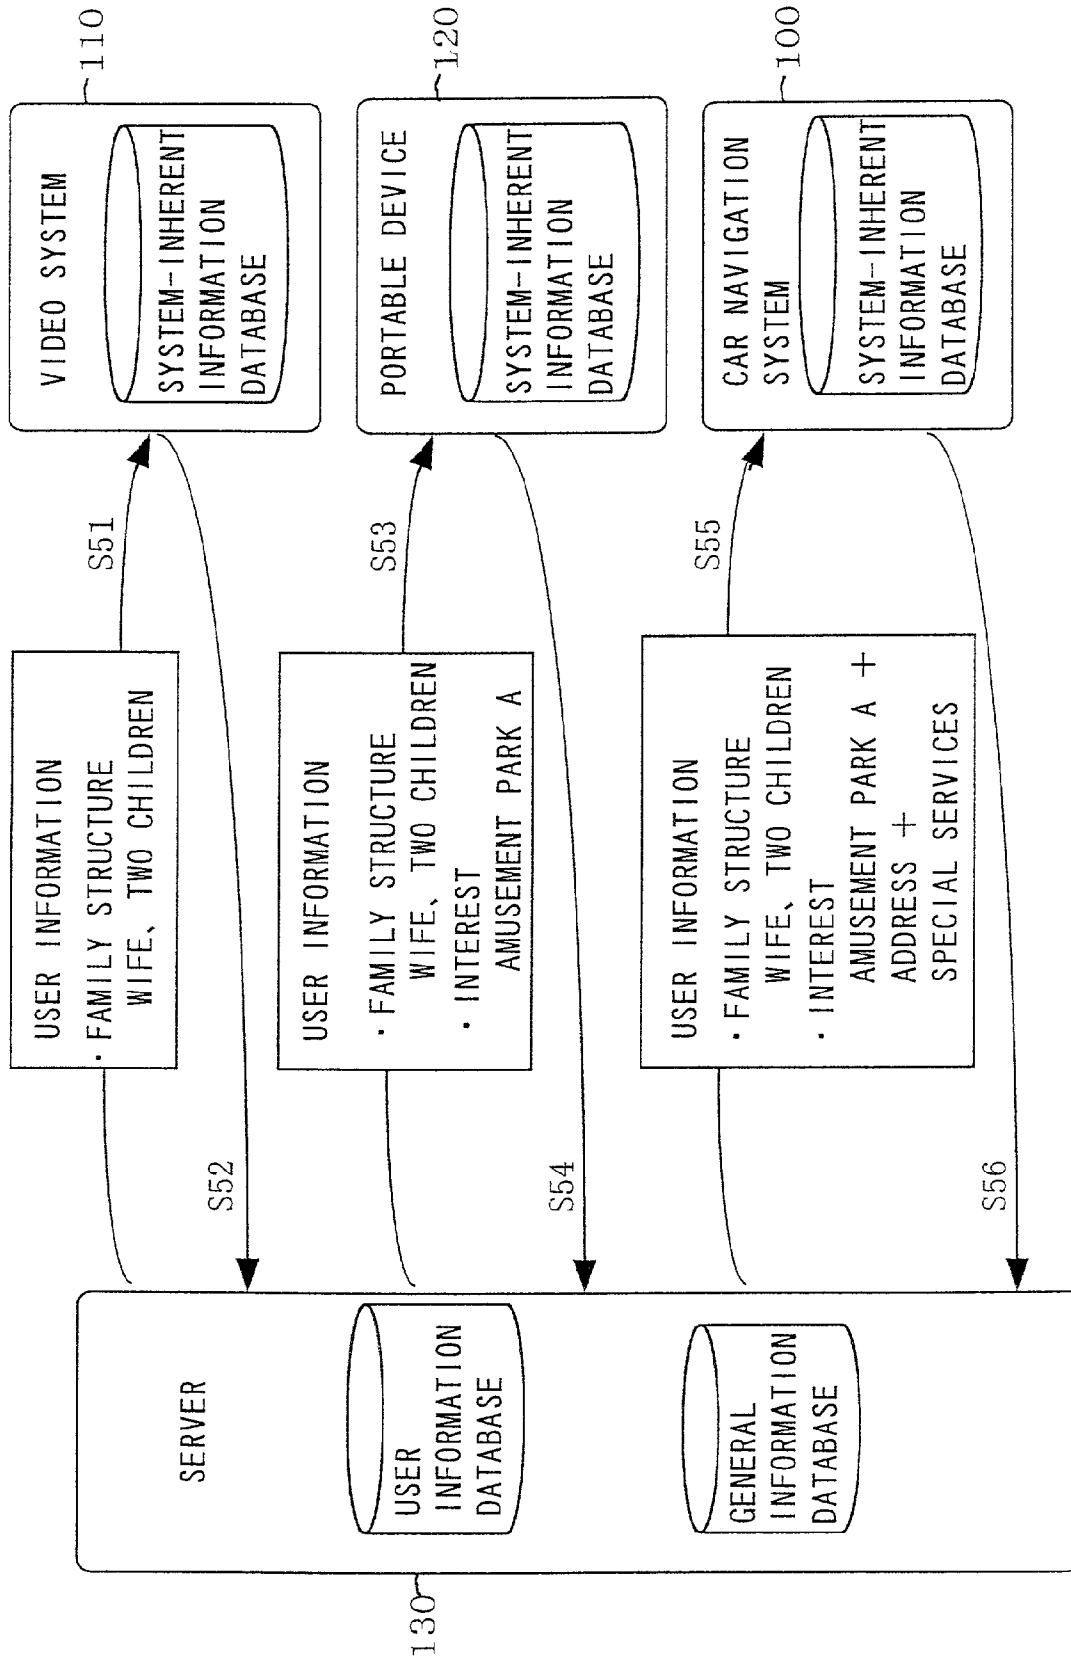 SERVER
USER
INFORMATION
DATABASE
GENERAL
INFORMATION
DATABASE
130
USER INFORMATION
・FAMILY STRUCTURE
WIFE、TWO CHILDREN
S51
S52
VIDEO SYSTEM
SYSTEM-INHERENT
INFORMATION
DATABASE
110
USER INFORMATION
・FAMILY STRUCTURE
WIFE、TWO CHILDREN
・INTEREST
AMUSEMENT PARK A
S53
S54
PORTABLE DEVICE
SYSTEM-INHERENT
INFORMATION
DATABASE
120
USER INFORMATION
・FAMILY STRUCTURE
WIFE、TWO CHILDREN
・INTEREST
AMUSEMENT PARK A +
ADDRESS +
SPECIAL SERVICES
S55
S56
CAR NAVIGATION
SYSTEM
SYSTEM-INHERENT
INFORMATION
DATABASE
100